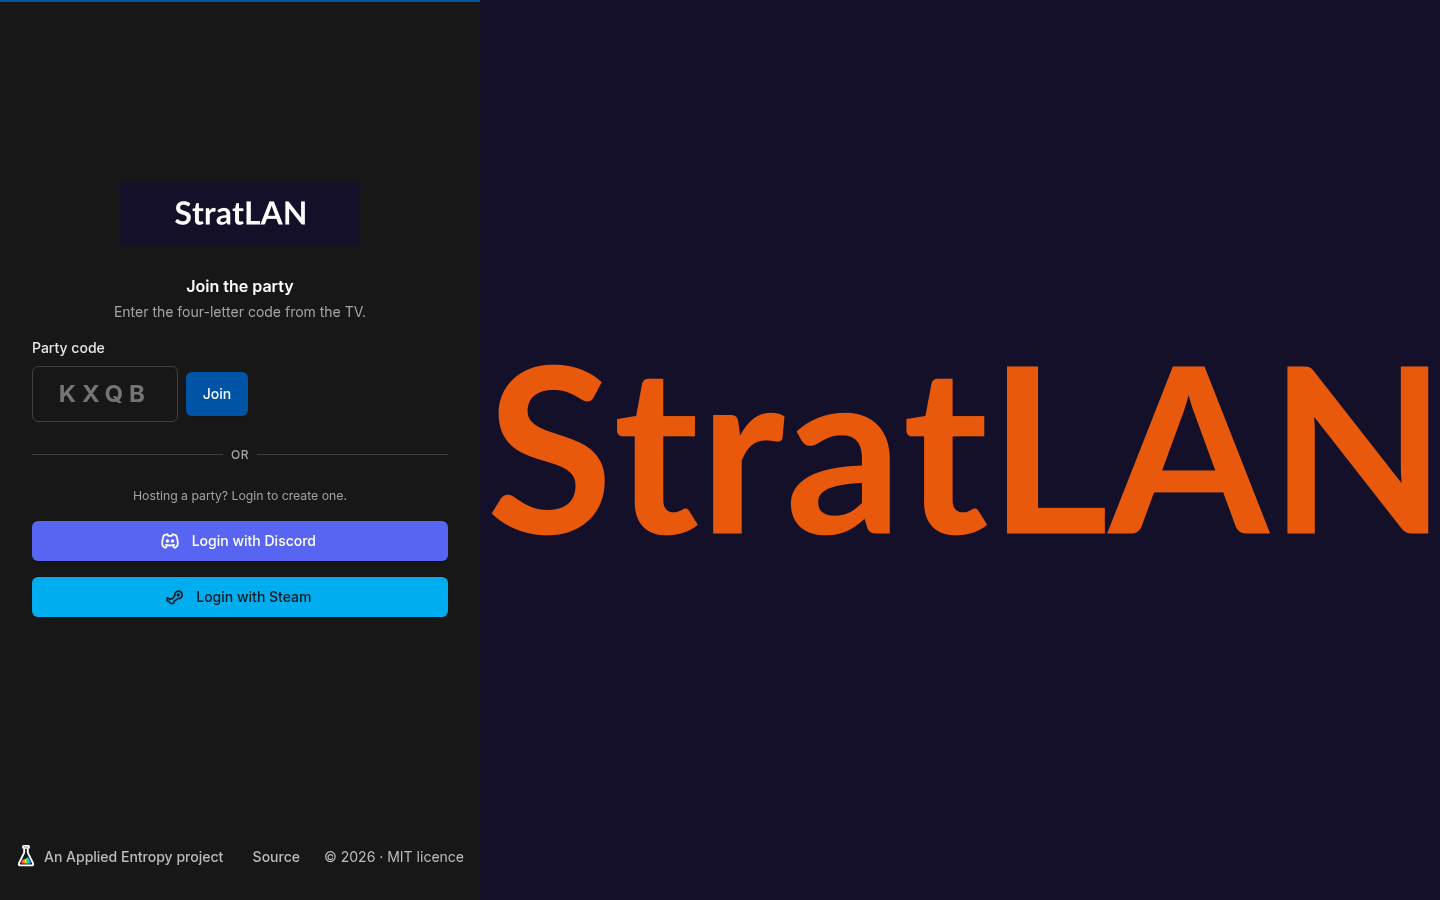 StratLAN
Join the party
Enter the four-letter code from the TV.
Party code
KXQB
Join
OR
Hosting a party? Login to create one.
Login with Discord
Login with Steam
An Applied Entropy project
Source
© 2026 · MIT licence
StratLAN